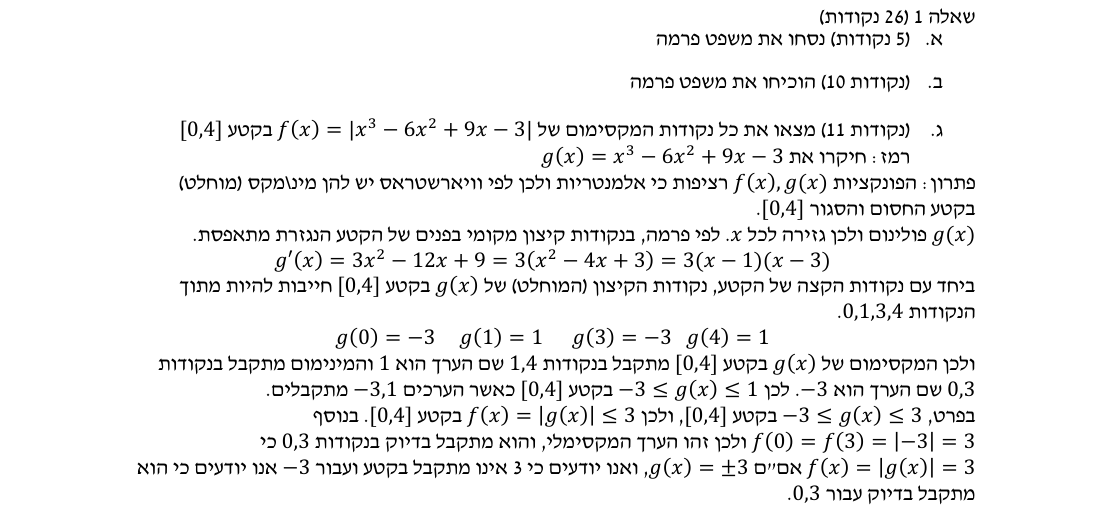 שאלה 1 (26 נקודות)
א. (5 נקודות) נסחו את משפט פרמה
ב. (נקודות 10) הוכיחו את משפט פרמה
ג. (נקודות 11) מצאו את כל נקודות המקסימום של f(x) = |x³ − 6x² + 9x − 3| בקטע [0,4]
רמז: חיקרו את g(x) = x³ − 6x² + 9x − 3
פתרון: הפונקציות f(x), g(x) רציפות כי אלמנטריות ולכן לפי וויארשטראס יש להן מינ\מקס (מוחלט)
בקטע החסום והסגור [0,4].
g(x) פולינום ולכן גזירה לכל x. לפי פרמה, בנקודות קיצון מקומי בפנים של הקטע הנגזרת מתאפסת.
g′(x) = 3x² − 12x + 9 = 3(x² − 4x + 3) = 3(x − 1)(x − 3)
ביחד עם נקודות הקצה של הקטע, נקודות הקיצון (המוחלט) של g(x) בקטע [0,4] חייבות להיות מתוך
הנקודות 0,1,3,4.
g(0) = −3 g(1) = 1 g(3) = −3 g(4) = 1
ולכן המקסימום של g(x) בקטע [0,4] מתקבל בנקודות 1,4 שם הערך הוא 1 והמינימום מתקבל בנקודות
0,3 שם הערך הוא −3. לכן −3 ≤ g(x) ≤ 1 בקטע [0,4] כאשר הערכים −3,1 מתקבלים.
בפרט, −3 ≤ g(x) ≤ 3 בקטע [0,4], ולכן f(x) = |g(x)| ≤ 3 בקטע [0,4]. בנוסף
f(0) = f(3) = |−3| = 3 ולכן זהו הערך המקסימלי, והוא מתקבל בדיוק בנקודות 0,3 כי
f(x) = |g(x)| = 3 אם״ם g(x) = ±3, ואנו יודעים כי 3 אינו מתקבל בקטע ועבור −3 אנו יודעים כי הוא
מתקבל בדיוק עבור 0,3.